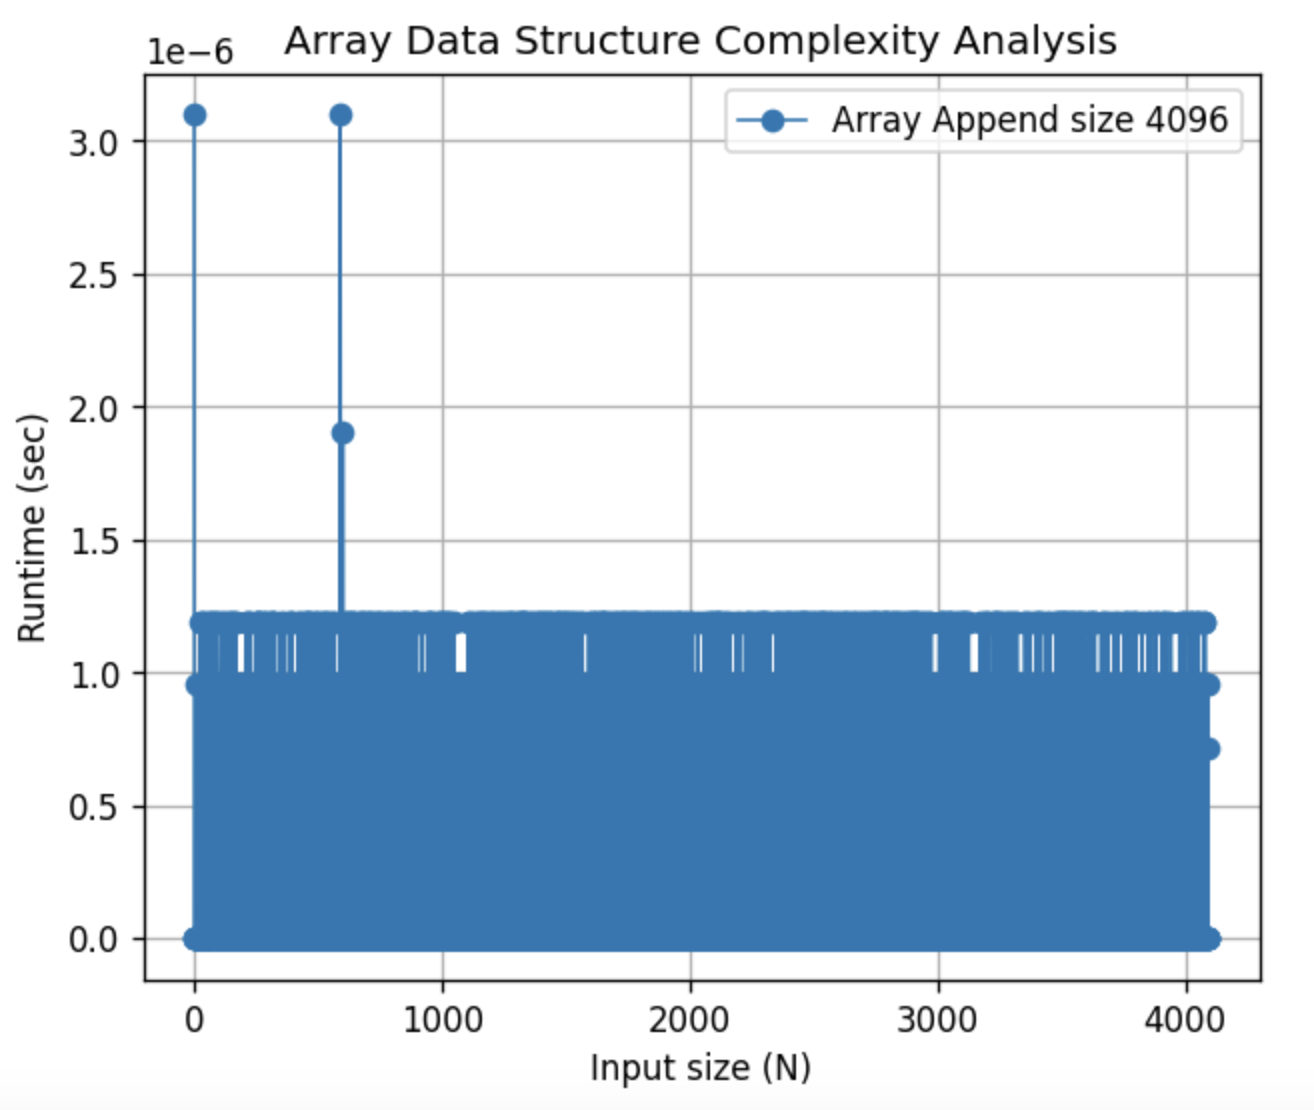 1e−6
Array Data Structure Complexity Analysis
Array Append size 4096
3.0
2.5
2.0
1.5
1.0
0.5
0.0
Runtime (sec)
0 1000 2000 3000 4000
Input size (N)